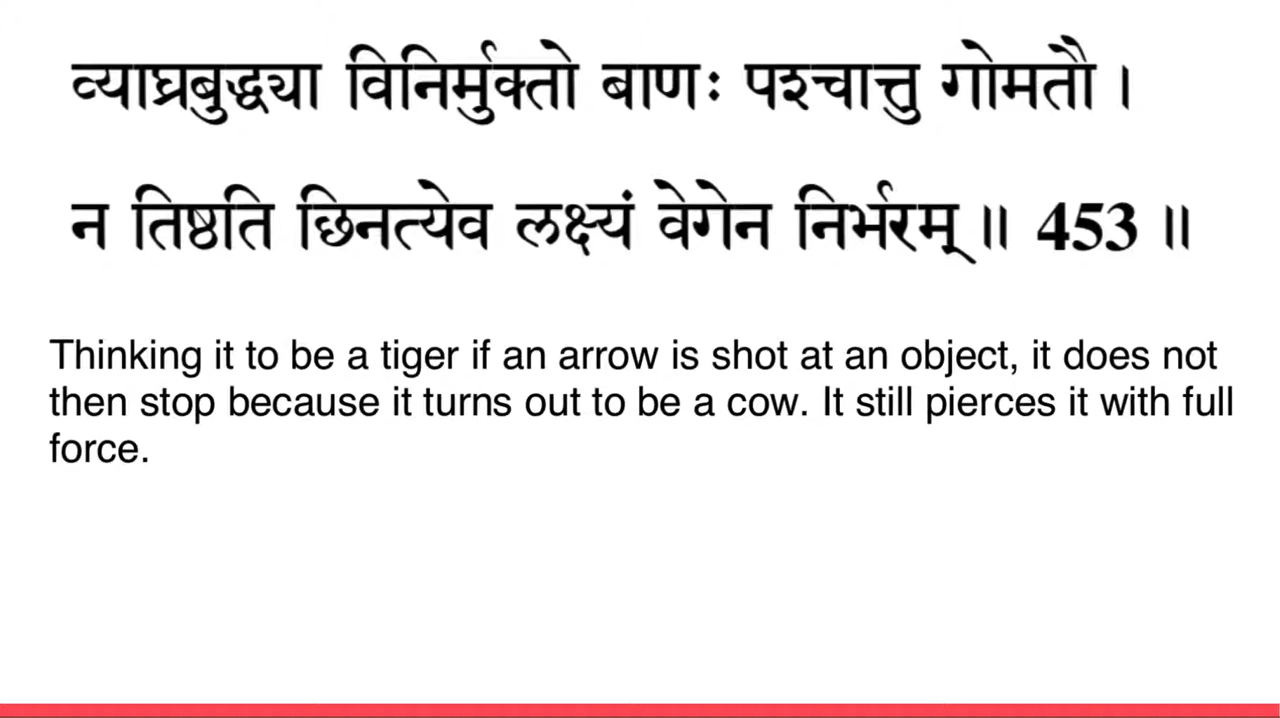 व्याघ्रबुद्ध्या विनिर्मुक्तो बाणः पश्चात्तु गोमतौ ।
न तिष्ठति छिनत्येव लक्ष्यं वेगेन निर्भरम् ॥ 453 ॥
Thinking it to be a tiger if an arrow is shot at an object, it does not
then stop because it turns out to be a cow. It still pierces it with full
force.